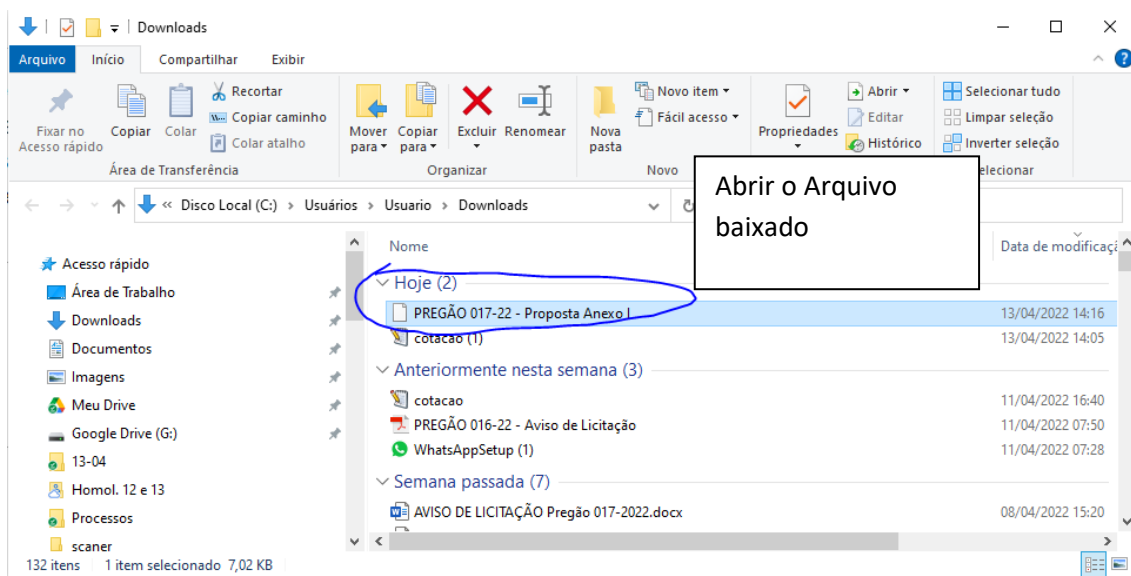 Downloads
Arquivo Início Compartilhar Exibir
Fixar no Acesso rápido
Copiar
Colar
Recortar
Copiar caminho
Colar atalho
Área de Transferência
Mover para
Copiar para
Excluir
Renomear
Organizar
Nova pasta
Novo item
Fácil acesso
Novo
Propriedades
Abrir
Editar
Histórico
Selecionar tudo
Limpar seleção
Inverter seleção
Abrir o Arquivo
baixado
« Disco Local (C:) > Usuários > Usuario > Downloads
Acesso rápido
Área de Trabalho
Downloads
Documentos
Imagens
Meu Drive
Google Drive (G:)
13-04
Homol. 12 e 13
Processos
scaner
Nome Data de modificaç
Hoje (2)
PREGÃO 017-22 - Proposta Anexo I 13/04/2022 14:16
cotacao (1) 13/04/2022 14:05
Anteriormente nesta semana (3)
cotacao 11/04/2022 16:40
PREGÃO 016-22 - Aviso de Licitação 11/04/2022 07:50
WhatsAppSetup (1) 11/04/2022 07:28
Semana passada (7)
AVISO DE LICITAÇÃO Pregão 017-2022.docx 08/04/2022 15:20
132 itens 1 item selecionado 7,02 KB